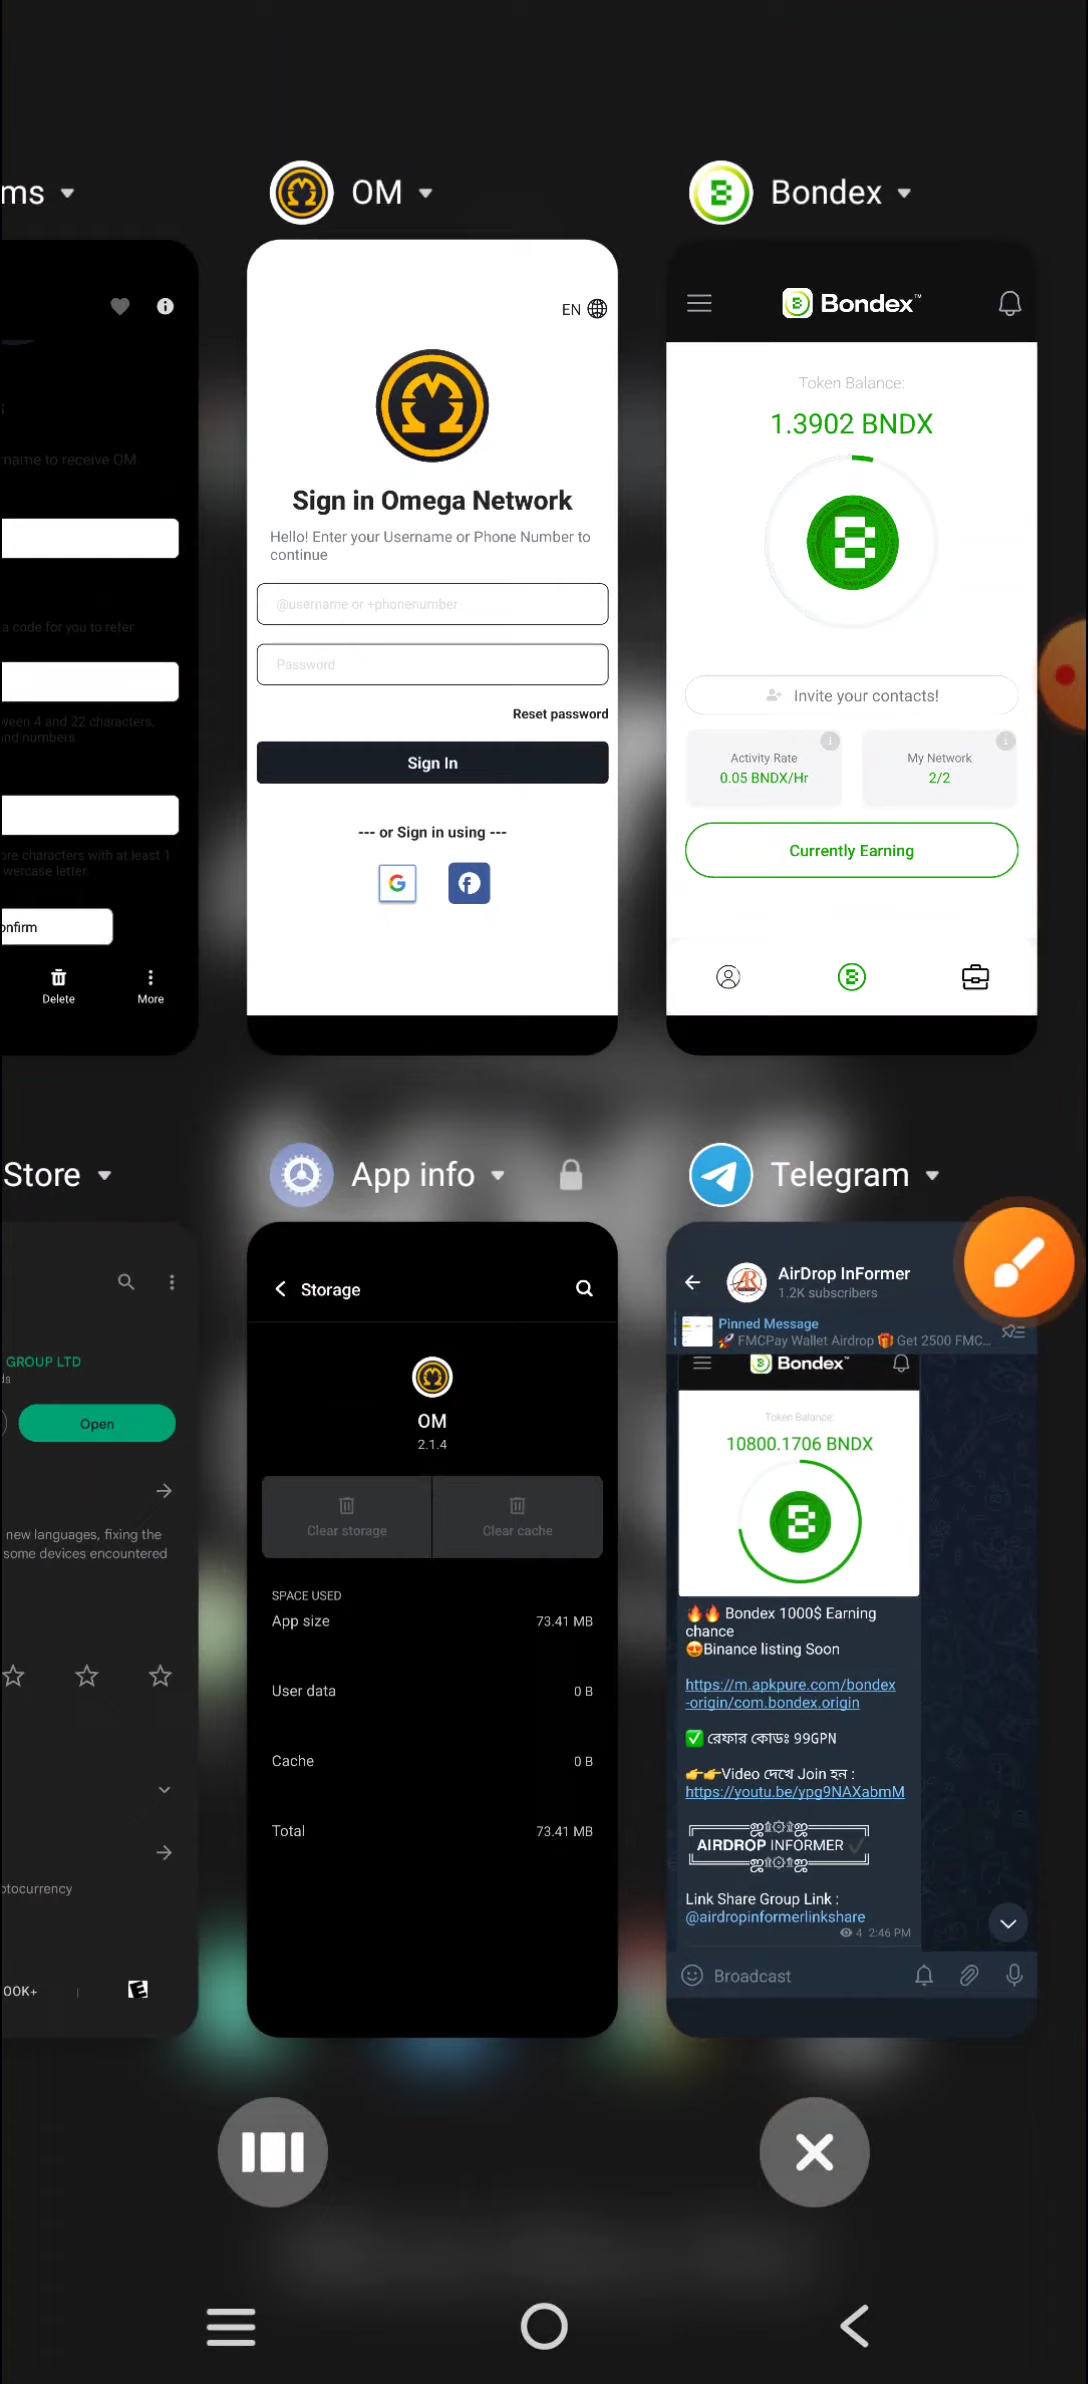 ms
OM
Bondex
name to receive OM
a code for you to refer
ween 4 and 22 characters,
nd numbers
ore characters with at least 1
wercase letter.
onfirm
Delete
More
EN
Sign in Omega Network
Hello! Enter your Username or Phone Number to
continue
@username or +phonenumber
Password
Reset password
Sign In
--- or Sign in using ---
Bondex™
Token Balance:
1.3902 BNDX
Invite your contacts!
Activity Rate
0.05 BNDX/Hr
My Network
2/2
Currently Earning
Store
App info
Telegram
GROUP LTD
ds
Open
new languages, fixing the
some devices encountered
otocurrency
00K+
Storage
OM
2.1.4
Clear storage
Clear cache
SPACE USED
App size
73.41 MB
User data
0 B
Cache
0 B
Total
73.41 MB
AirDrop InFormer
1.2K subscribers
Pinned Message
🚀 FMCPay Wallet Airdrop 🎁 Get 2500 FMC...
Bondex™
Token Balance:
10800.1706 BNDX
🔥🔥 Bondex 1000$ Earning
chance
😍Binance listing Soon
https://m.apkpure.com/bondex
-origin/com.bondex.origin
✅ রেফার কোডঃ 99GPN
👉👉Video দেখে Join হন :
https://youtu.be/ypg9NAXabmM
AIRDROP INFORMER
Link Share Group Link :
@airdropinformerlinkshare
4 2:46 PM
Broadcast